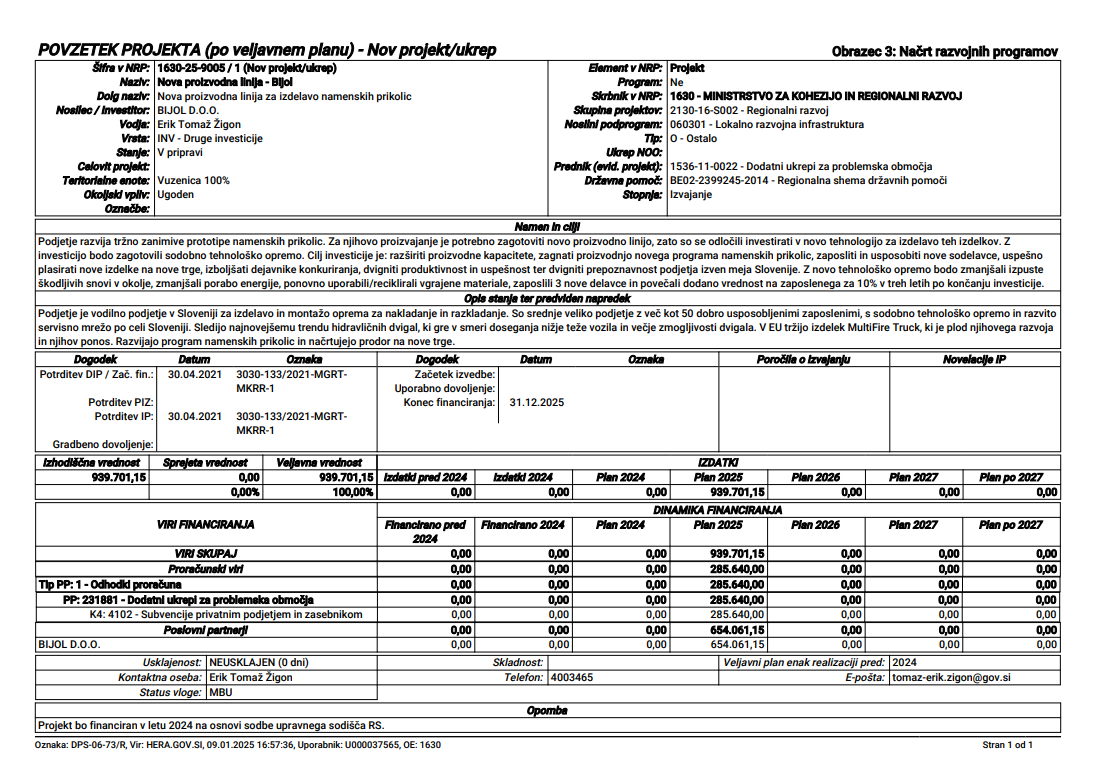 POVZETEK PROJEKTA (po veljavnem planu) - Nov projekt/ukrep
Obrazec 3: Načrt razvojnih programov
Šifra v NRP: 1630-25-9005 / 1 (Nov projekt/ukrep)
Naziv: Nova proizvodna linija - Bijol
Dolg naziv: Nova proizvodna linija za izdelavo namenskih prikolic
Nosilec / Investitor: BIJOL D.O.O.
Vodja: Erik Tomaž Žigon
Vrsta: INV - Druge investicije
Stanje: V pripravi
Celovit projekt:
Teritorialne enote: Vuzenica 100%
Okoljski vpliv: Ugoden
Označbe:
Element v NRP: Projekt
Program: Ne
Skrbnik v NRP: 1630 - MINISTRSTVO ZA KOHEZIJO IN REGIONALNI RAZVOJ
Skupina projektov: 2130-16-S002 - Regionalni razvoj
Nosilni podprogram: 060301 - Lokalno razvojna infrastruktura
Tip: O - Ostalo
Ukrep NOO:
Prednik (evid. projekt): 1536-11-0022 - Dodatni ukrepi za problemska območja
Državna pomoč: BE02-2399245-2014 - Regionalna shema državnih pomoči
Stopnja: Izvajanje
Namen in cilji
Podjetje razvija tržno zanimive prototipe namenskih prikolic. Za njihovo proizvajanje je potrebno zagotoviti novo proizvodno linijo, zato so se odločili investirati v novo tehnologijo za izdelavo teh izdelkov. Z
investicijo bodo zagotovili sodobno tehnološko opremo. Cilj investicije je: razširiti proizvodne kapacitete, zagnati proizvodnjo novega programa namenskih prikolic, zaposliti in usposobiti nove sodelavce, uspešno
plasirati nove izdelke na nove trge, izboljšati dejavnike konkuriranja, dvigniti produktivnost in uspešnost ter dvigniti prepoznavnost podjetja izven meja Slovenije. Z novo tehnološko opremo bodo zmanjšali izpuste
škodljivih snovi v okolje, zmanjšali porabo energije, ponovno uporabili/reciklirali vgrajene materiale, zaposlili 3 nove delavce in povečali dodano vrednost na zaposlenega za 10% v treh letih po končanju investicije.
Opis stanja ter predviden napredek
Podjetje je vodilno podjetje v Sloveniji za izdelavo in montažo oprema za nakladanje in razkladanje. So srednje veliko podjetje z več kot 50 dobro usposobljenimi zaposlenimi, s sodobno tehnološko opremo in razvito
servisno mrežo po celi Sloveniji. Sledijo najnovejšemu trendu hidravličnih dvigal, ki gre v smeri doseganja nižje teže vozila in večje zmogljivosti dvigala. V EU tržijo izdelek MultiFire Truck, ki je plod njihovega razvoja
in njihov ponos. Razvijajo program namenskih prikolic in načrtujejo prodor na nove trge.
Dogodek Datum Oznaka Dogodek Datum Oznaka Poročila o izvajanju Novelacije IP
Potrditev DIP / Zač. fin.: 30.04.2021 3030-133/2021-MGRT-
MKRR-1
Potrditev PIZ:
Potrditev IP: 30.04.2021 3030-133/2021-MGRT-
MKRR-1
Gradbeno dovoljenje:
Začetek izvedbe:
Uporabno dovoljenje:
Konec financiranja: 31.12.2025
Izhodiščna vrednost Sprejeta vrednost Veljavna vrednost IZDATKI
939.701,15 0,00 939.701,15 Izdatki pred 2024 Izdatki 2024 Plan 2024 Plan 2025 Plan 2026 Plan 2027 Plan po 2027
0,00% 100,00% 0,00 0,00 0,00 939.701,15 0,00 0,00 0,00
VIRI FINANCIRANJA DINAMIKA FINANCIRANJA
Financirano pred 2024 Financirano 2024 Plan 2024 Plan 2025 Plan 2026 Plan 2027 Plan po 2027
VIRI SKUPAJ 0,00 0,00 0,00 939.701,15 0,00 0,00 0,00
Proračunski viri 0,00 0,00 0,00 285.640,00 0,00 0,00 0,00
Tip PP: 1 - Odhodki proračuna 0,00 0,00 0,00 285.640,00 0,00 0,00 0,00
PP: 231881 - Dodatni ukrepi za problemska območja 0,00 0,00 0,00 285.640,00 0,00 0,00 0,00
K4: 4102 - Subvencije privatnim podjetjem in zasebnikom 0,00 0,00 0,00 285.640,00 0,00 0,00 0,00
Poslovni partnerji 0,00 0,00 0,00 654.061,15 0,00 0,00 0,00
BIJOL D.O.O. 0,00 0,00 0,00 654.061,15 0,00 0,00 0,00
Usklajenost: NEUSKLAJEN (0 dni) Skladnost: Veljavni plan enak realizaciji pred: 2024
Kontaktna oseba: Erik Tomaž Žigon Telefon: 4003465 E-pošta: tomaz-erik.zigon@gov.si
Status vloge: MBU
Opomba
Projekt bo financiran v letu 2024 na osnovi sodbe upravnega sodišča RS.
Oznaka: DPS-06-73/R, Vir: HERA.GOV.SI, 09.01.2025 16:57:36, Uporabnik: U000037565, OE: 1630
Stran 1 od 1